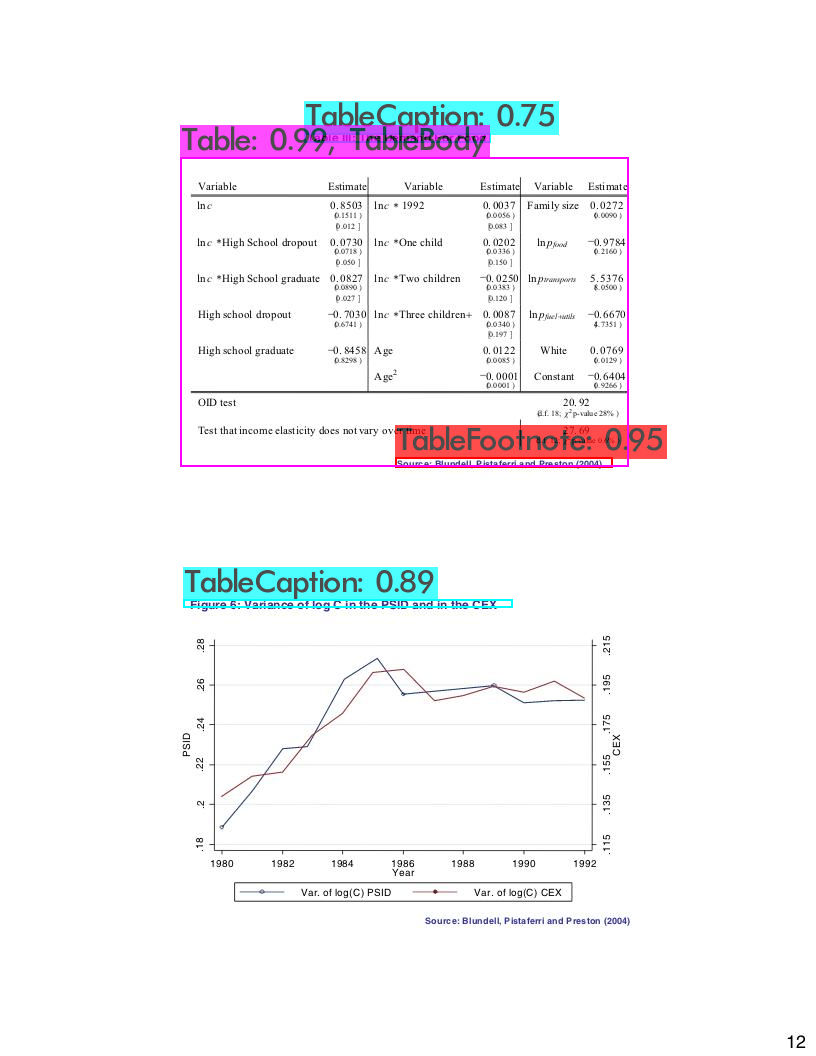 TableCaption: 0.75
Table: 0.99, TableBody
Variable Estimate Variable Estimate Variable Estimate
ln c 0.8503 ln c * 1992 0.0037 Family size 0.0272
(0.1511) (0.0056) (0.0090)
[0.012] [0.083]
ln c *High School dropout 0.0730 ln c *One child 0.0202 ln p food −0.9784
(0.0718) (0.0336) (0.2160)
[0.050] [0.150]
ln c *High School graduate 0.0827 ln c *Two children −0.0250 ln p transports 5.5376
(0.0890) (0.0383) (8.0500)
[0.027] [0.120]
High school dropout −0.7030 ln c *Three children+ 0.0087 ln p fuel+utils −0.6670
(0.6741) (0.0340) (4.7351)
[0.197]
High school graduate −0.8458 Age 0.0122 White 0.0769
(0.8298) (0.0085) (0.0129)
Age² −0.0001 Constant −0.6404
(0.0001) (0.9266)
OID test 20.92
(d.f. 18; χ² p-value 28%)
Test that income elasticity does not vary over time 27.69
TableFootnote: 0.95
Source: Blundell, Pistaferri and Preston (2004)
TableCaption: 0.89
Figure 6: Variance of log C in the PSID and in the CEX
.28 .215
.26 .195
.24 .175
PSID CEX
.22 .155
.2 .135
.18 .115
1980 1982 1984 1986 1988 1990 1992
Year
Var. of log(C) PSID Var. of log(C) CEX
Source: Blundell, Pistaferri and Preston (2004)
12